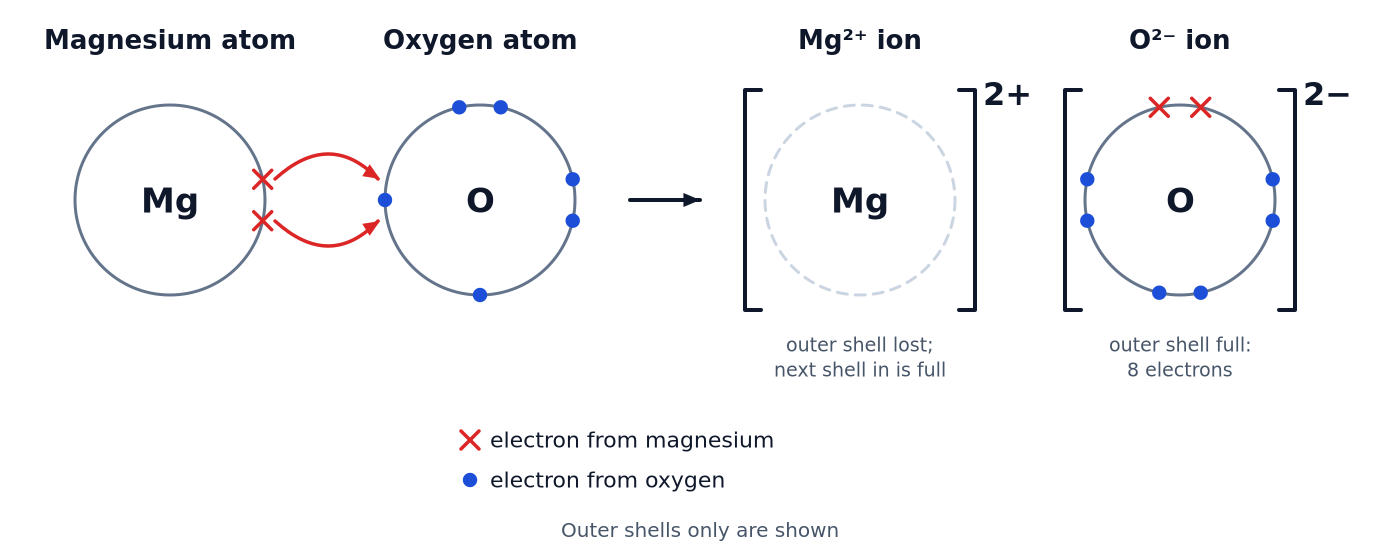 Magnesium atom
Oxygen atom
Mg²⁺ ion
O²⁻ ion
Mg
O
Mg
2+
O
2−
outer shell lost;
next shell in is full
outer shell full:
8 electrons
electron from magnesium
electron from oxygen
Outer shells only are shown